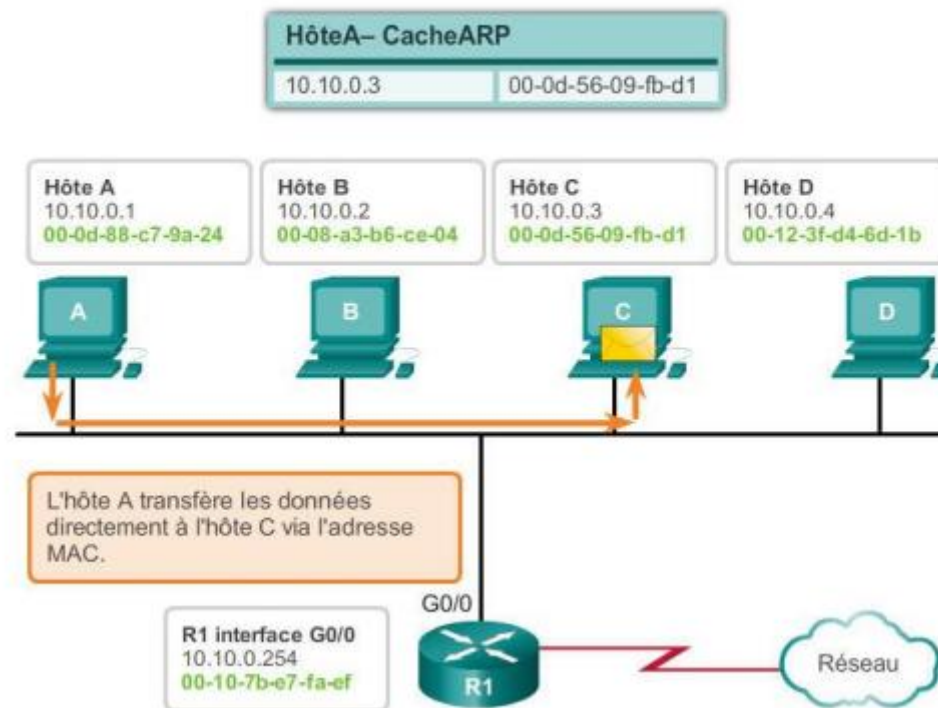 HôteA– CacheARP
10.10.0.3 00-0d-56-09-fb-d1
Hôte A
10.10.0.1
00-0d-88-c7-9a-24
Hôte B
10.10.0.2
00-08-a3-b6-ce-04
Hôte C
10.10.0.3
00-0d-56-09-fb-d1
Hôte D
10.10.0.4
00-12-3f-d4-6d-1b
A
B
C
D
L'hôte A transfère les données
directement à l'hôte C via l'adresse
MAC.
G0/0
R1 interface G0/0
10.10.0.254
00-10-7b-e7-fa-ef
R1
Réseau